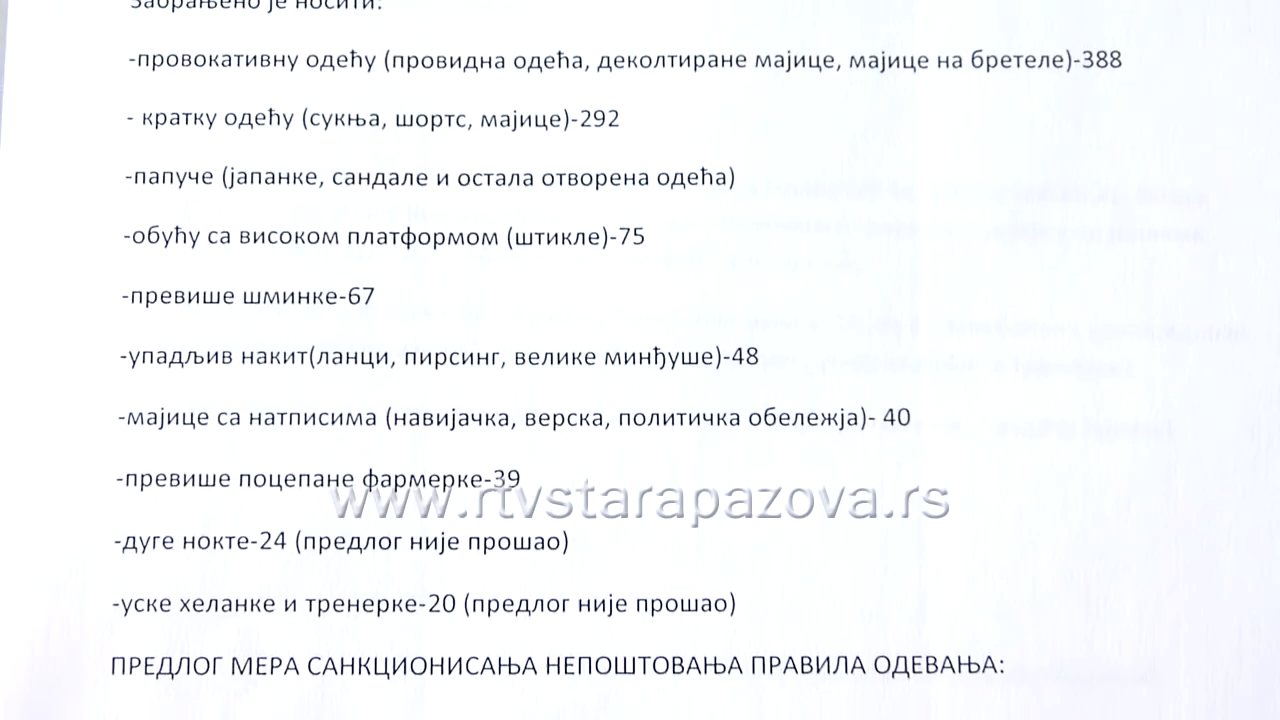 Забрањено је носити:
-провокативну одећу (провидна одећа, деколтиране мајице, мајице на бретеле)-388
- кратку одећу (сукња, шортс, мајице)-292
-папуче (јапанке, сандале и остала отворена одећа)
-обућу са високом платформом (штикле)-75
-превише шминке-67
-упадљив накит(ланци, пирсинг, велике минђуше)-48
-мајице са натписима (навијачка, верска, политичка обележја)- 40
-превише поцепане фармерке-39
www.rtvstarapazova.rs
-дуге нокте-24 (предлог није прошао)
-уске хеланке и тренерке-20 (предлог није прошао)
ПРЕДЛОГ МЕРА САНКЦИОНИСАЊА НЕПОШТОВАЊА ПРАВИЛА ОДЕВАЊА: